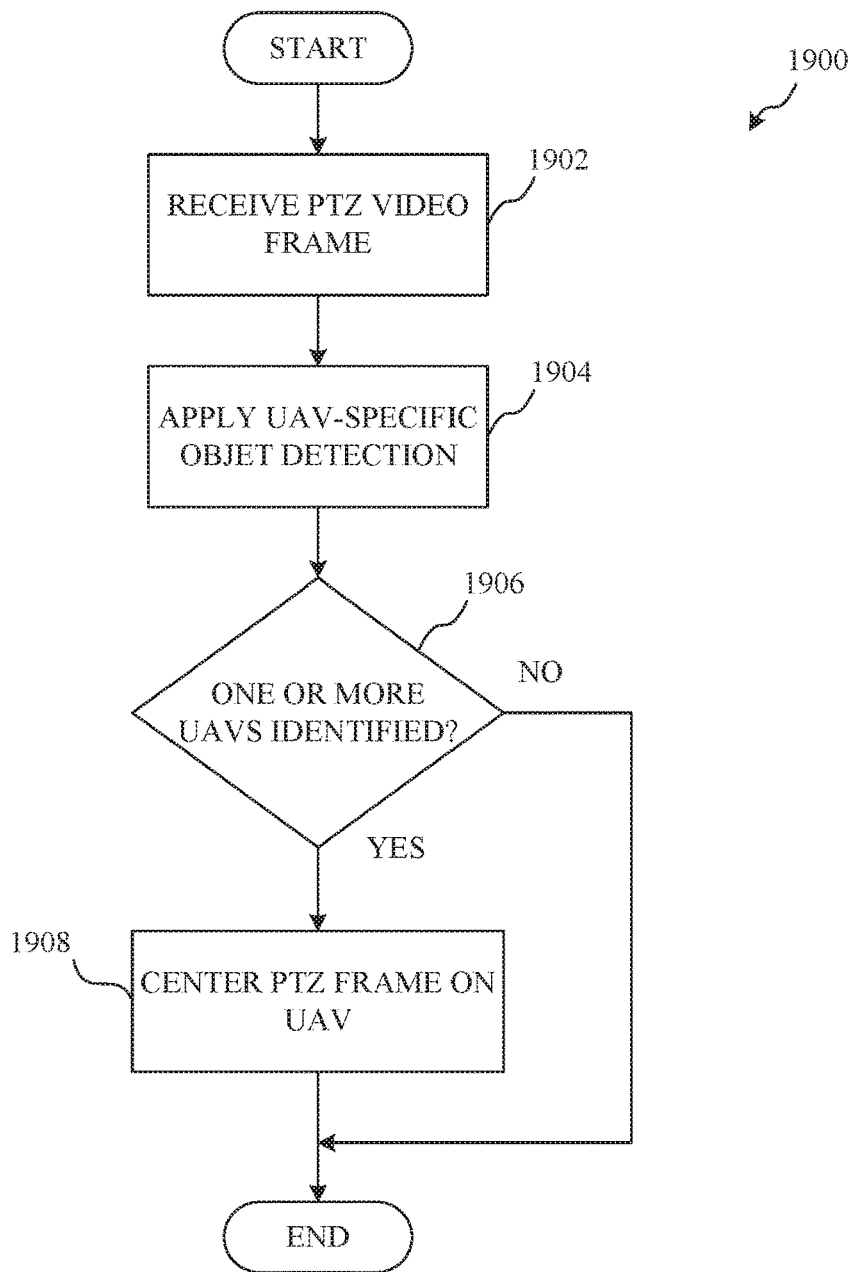 START
1900
1902
RECEIVE PTZ VIDEO
FRAME
1904
APPLY UAV-SPECIFIC
OBJET DETECTION
1906
NO
ONE OR MORE
UAVS IDENTIFIED?
YES
1908
CENTER PTZ FRAME ON
UAV
END